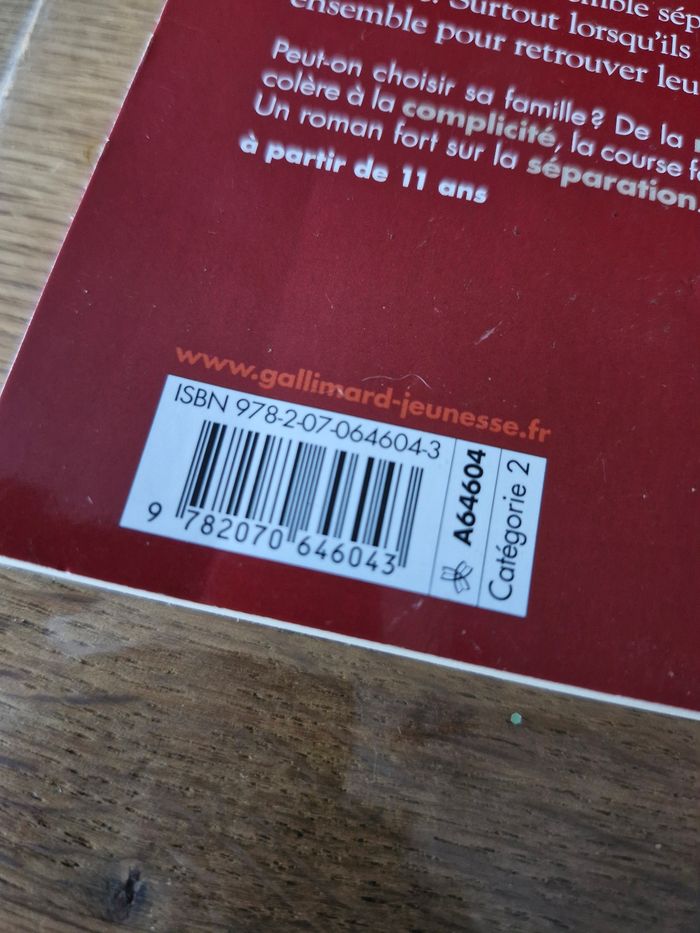 Surtout lorsqu'ils
ensemble pour retrouver leu
Peut-on choisir sa famille ? De la
colère à la complicité, la course
Un roman fort sur la séparation
à partir de 11 ans
www.gallimard-jeunesse.fr
ISBN 978-2-07-064604-3
9 782070 646043
A64604
Catégorie 2